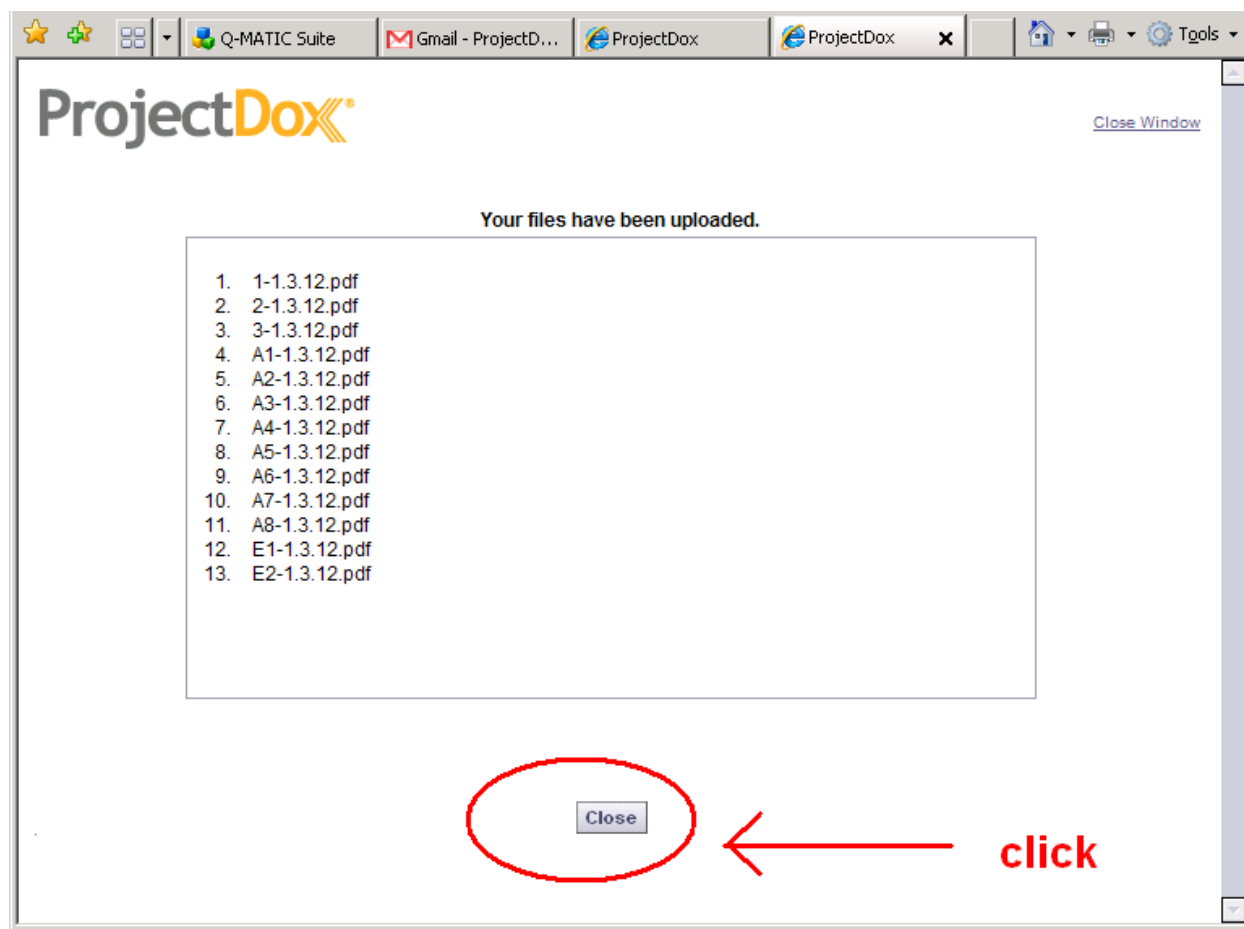 Q-MATIC Suite
Gmail - ProjectD...
ProjectDox
ProjectDox
Tools
ProjectDox®
Close Window
Your files have been uploaded.
1. 1-1.3.12.pdf
2. 2-1.3.12.pdf
3. 3-1.3.12.pdf
4. A1-1.3.12.pdf
5. A2-1.3.12.pdf
6. A3-1.3.12.pdf
7. A4-1.3.12.pdf
8. A5-1.3.12.pdf
9. A6-1.3.12.pdf
10. A7-1.3.12.pdf
11. A8-1.3.12.pdf
12. E1-1.3.12.pdf
13. E2-1.3.12.pdf
Close
click